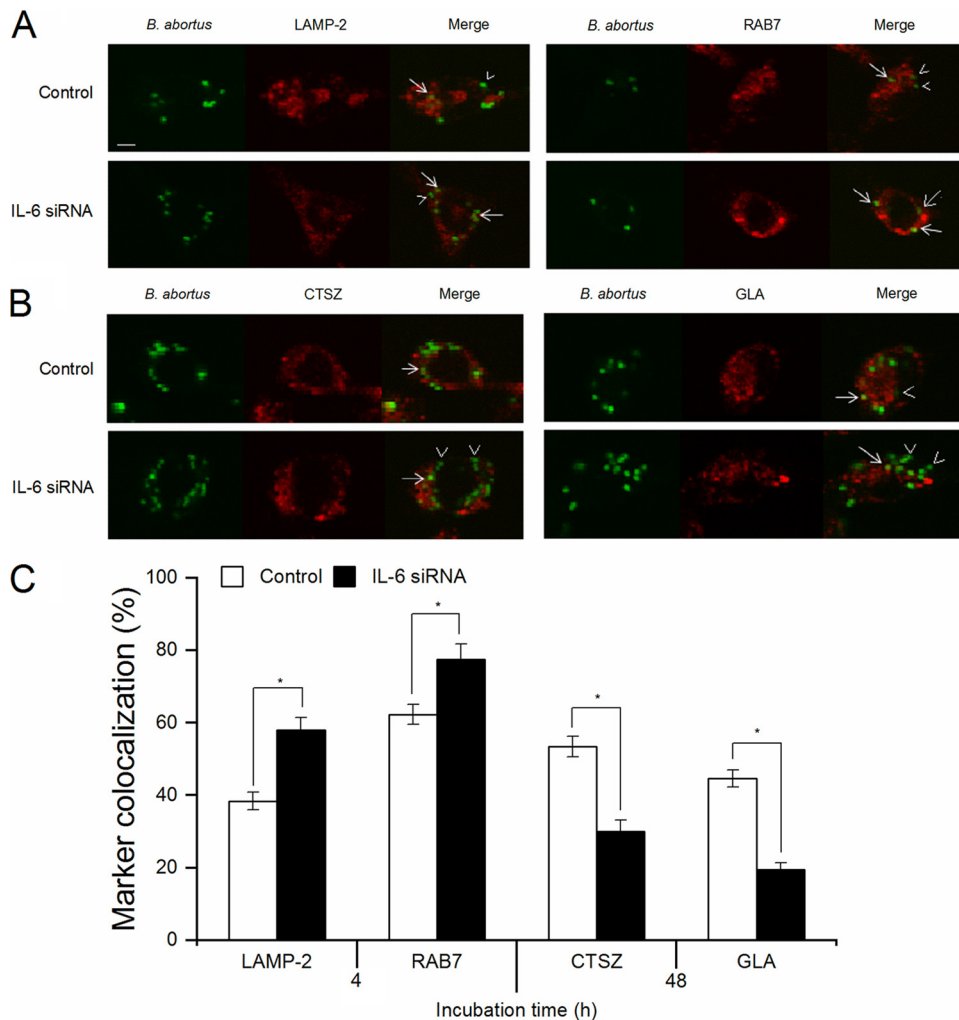 A
B. abortus LAMP-2 Merge B. abortus RAB7 Merge
Control
IL-6 siRNA
B
B. abortus CTSZ Merge B. abortus GLA Merge
Control
IL-6 siRNA
C
Control IL-6 siRNA
Marker colocalization (%)
100
80
60
40
20
0
* * * *
LAMP-2 RAB7 CTSZ GLA
4 48
Incubation time (h)